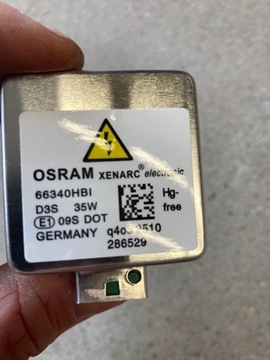 OSRAM XENARC® electronic
66340HBI
Hg-
free
D3S 35W
E1 09S DOT
GERMANY
286529